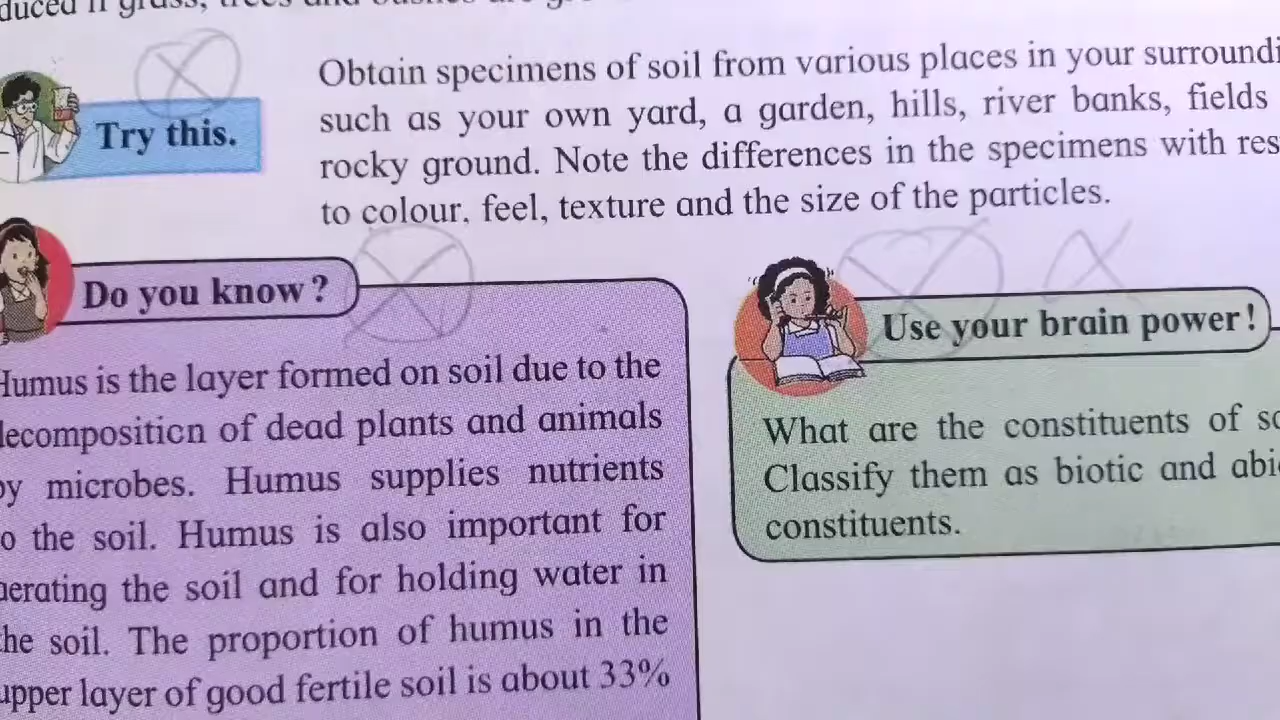 grass, trees and bushes are
Try this.
Obtain specimens of soil from various places in your surroundi
such as your own yard, a garden, hills, river banks, fields
rocky ground. Note the differences in the specimens with res
to colour, feel, texture and the size of the particles.
Do you know?
Humus is the layer formed on soil due to the
decomposition of dead plants and animals
by microbes. Humus supplies nutrients
o the soil. Humus is also important for
aerating the soil and for holding water in
the soil. The proportion of humus in the
upper layer of good fertile soil is about 33%
Use your brain power!
What are the constituents of so
Classify them as biotic and abi
constituents.